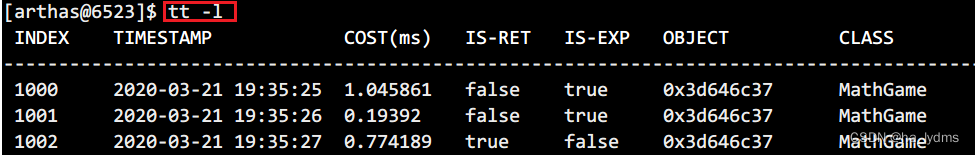 [arthas@6523]$ tt -l
INDEX TIMESTAMP COST(ms) IS-RET IS-EXP OBJECT CLASS
--------------------------------------------------------------------------------
1000 2020-03-21 19:35:25 1.045861 false true 0x3d646c37 MathGame
1001 2020-03-21 19:35:26 0.19392 false true 0x3d646c37 MathGame
1002 2020-03-21 19:35:27 0.774189 true false 0x3d646c37 MathGame
CSDN @ha_lydms